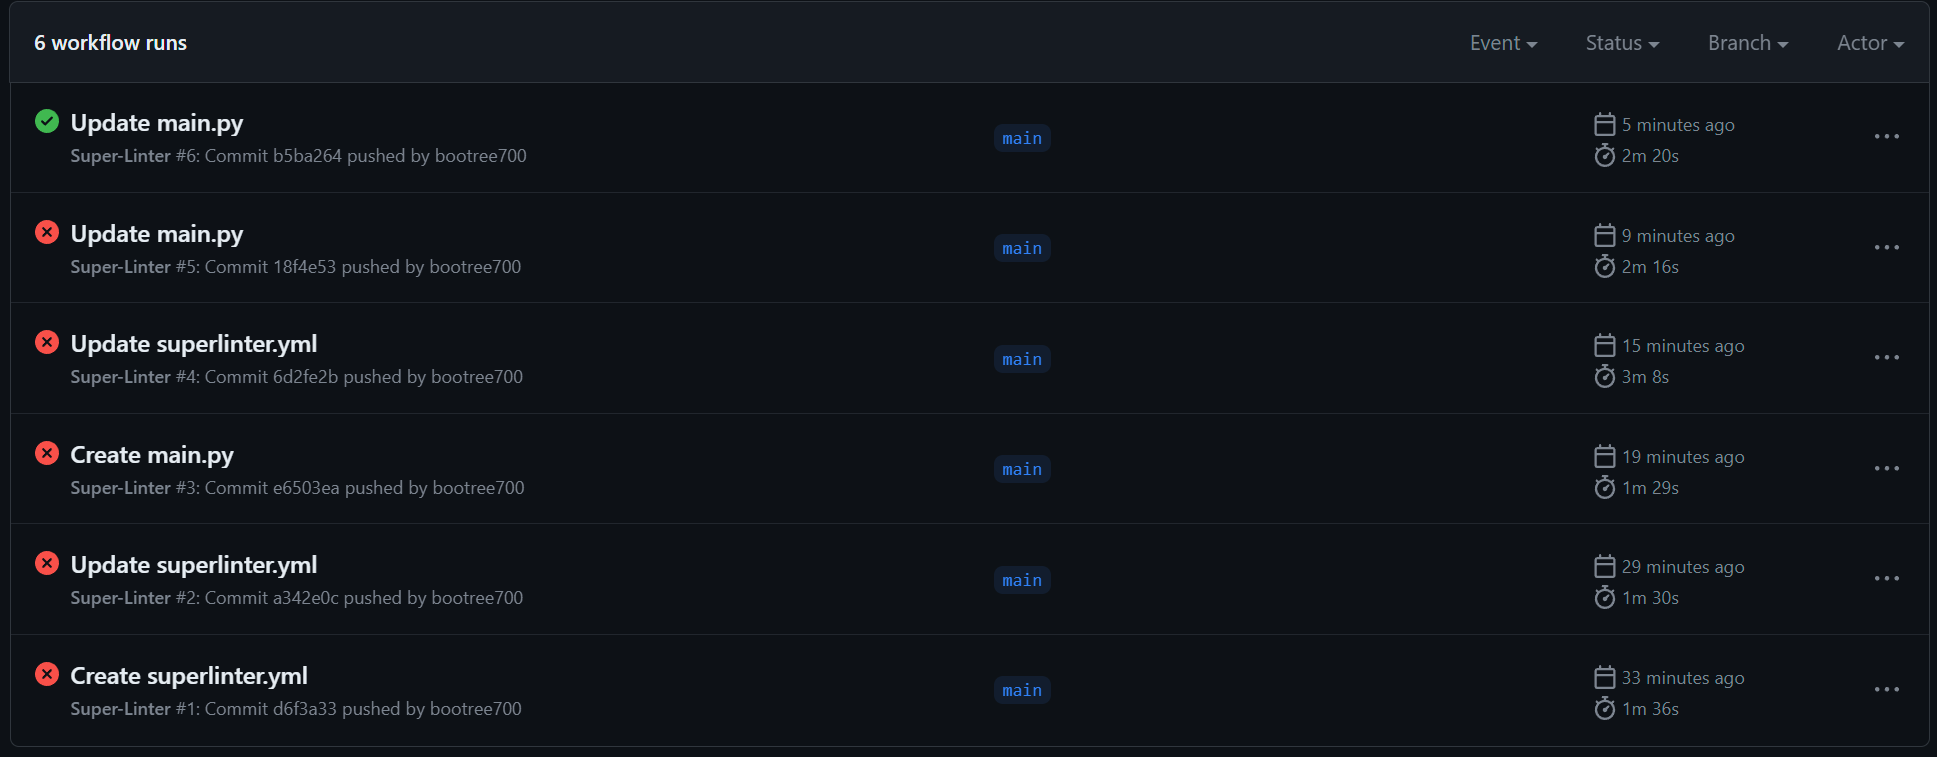 6 workflow runs
Event Status Branch Actor
Update main.py
Super-Linter #6: Commit b5ba264 pushed by bootree700
main
5 minutes ago
2m 20s
Update main.py
Super-Linter #5: Commit 18f4e53 pushed by bootree700
main
9 minutes ago
2m 16s
Update superlinter.yml
Super-Linter #4: Commit 6d2fe2b pushed by bootree700
main
15 minutes ago
3m 8s
Create main.py
Super-Linter #3: Commit e6503ea pushed by bootree700
main
19 minutes ago
1m 29s
Update superlinter.yml
Super-Linter #2: Commit a342e0c pushed by bootree700
main
29 minutes ago
1m 30s
Create superlinter.yml
Super-Linter #1: Commit d6f3a33 pushed by bootree700
main
33 minutes ago
1m 36s